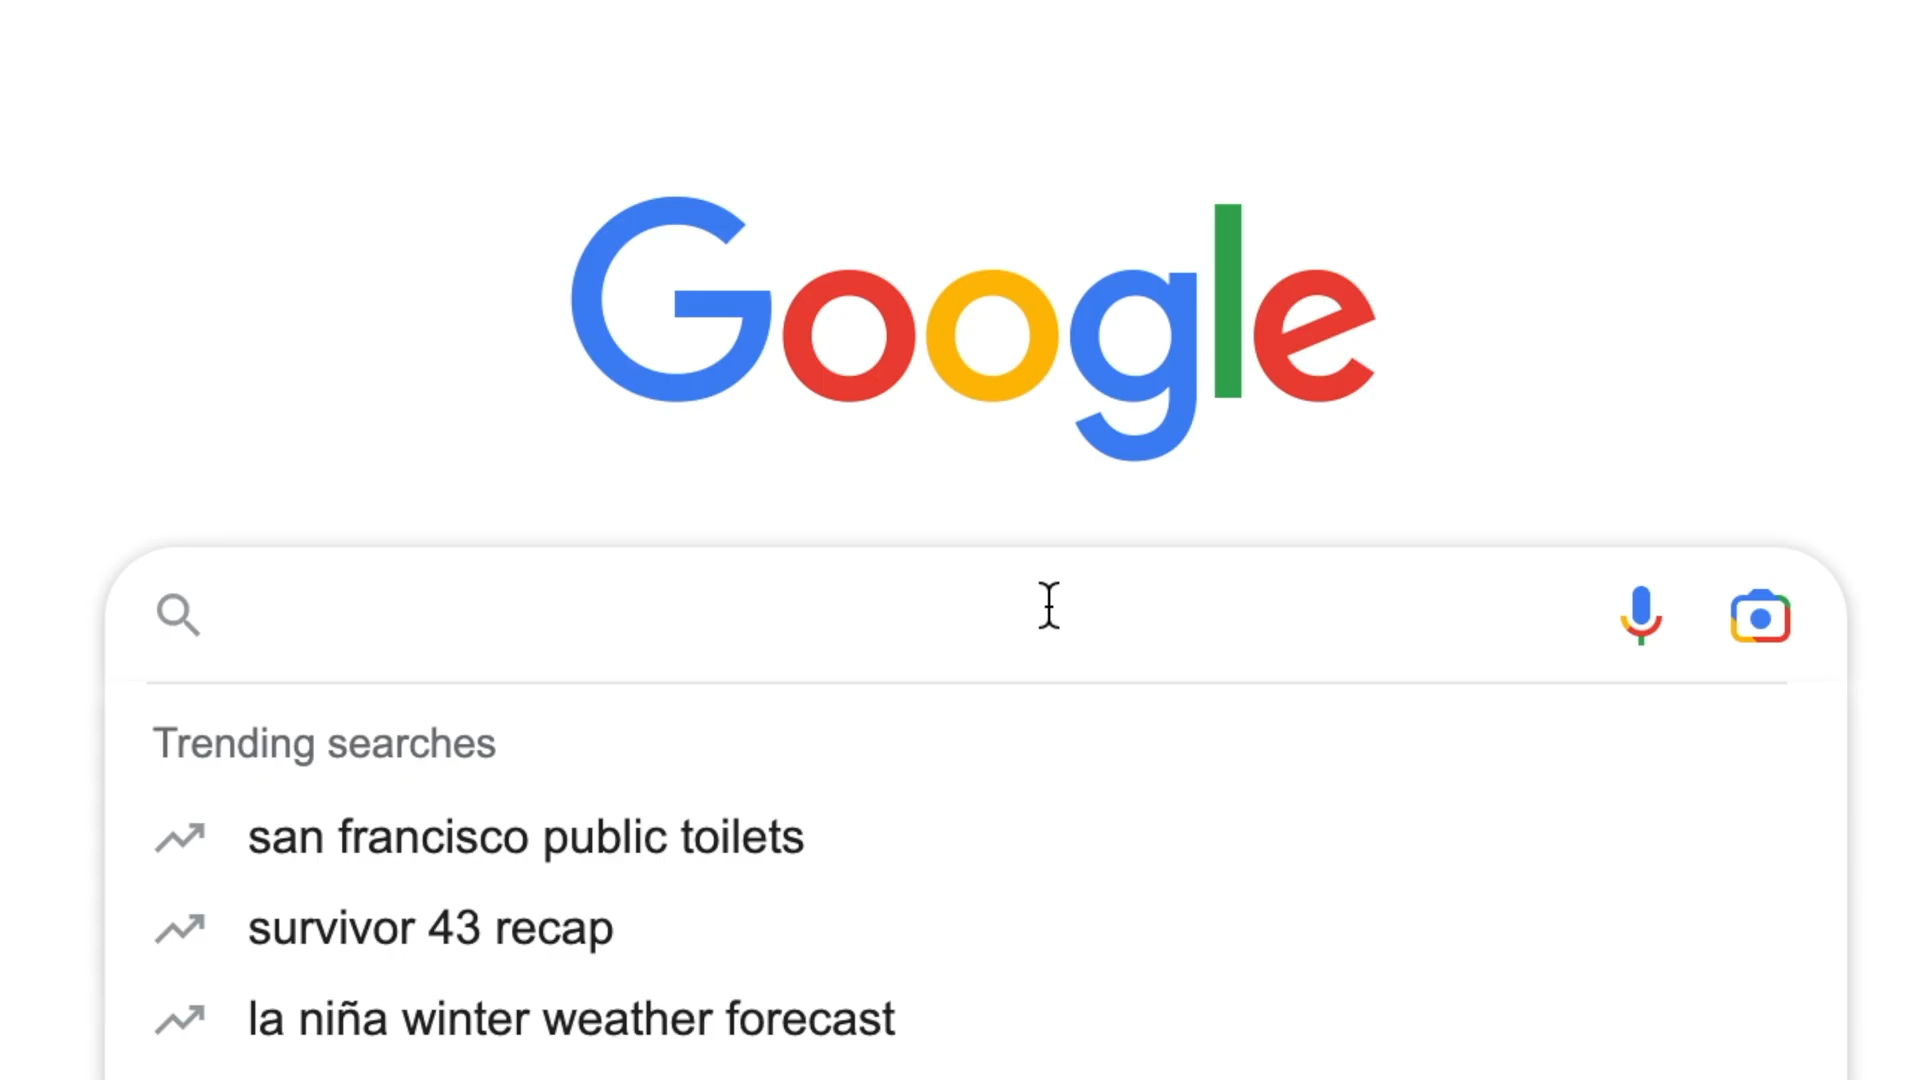 Google
Trending searches
san francisco public toilets
survivor 43 recap
la niña winter weather forecast